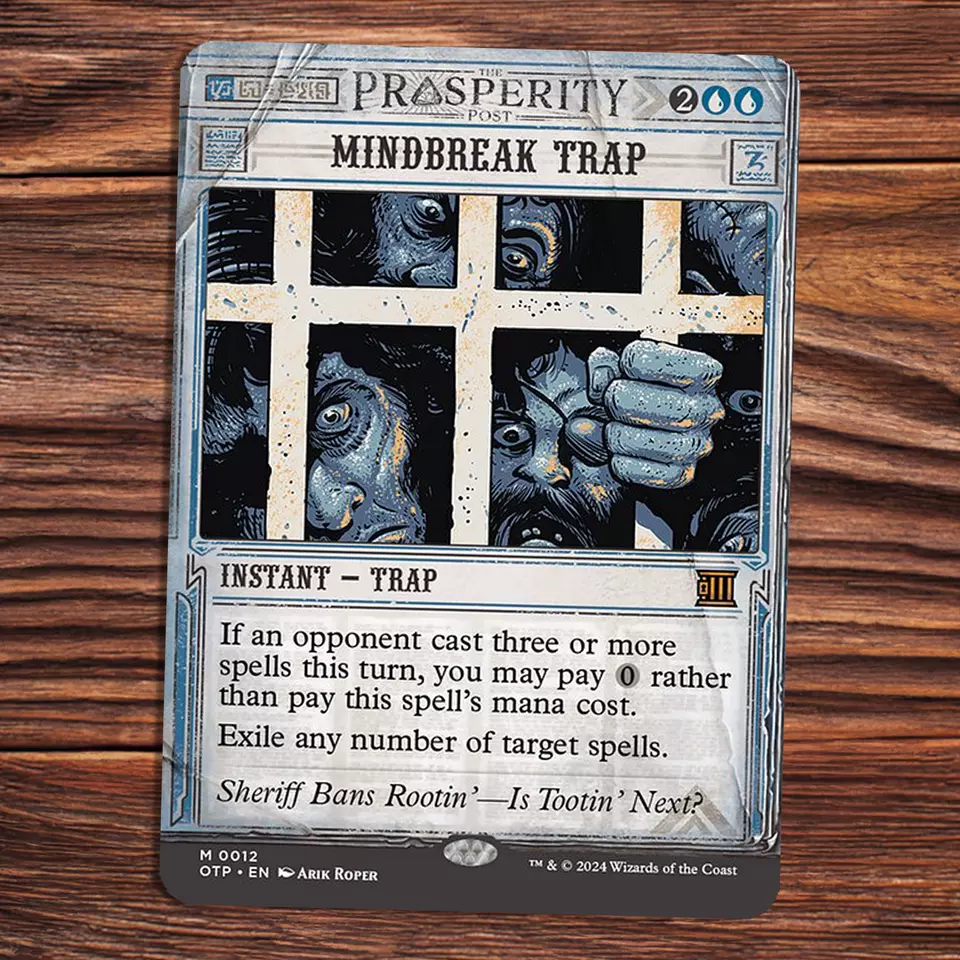 THE
PROSPERITY
POST
2
MINDBREAK TRAP
INSTANT – TRAP
If an opponent cast three or more
spells this turn, you may pay 0 rather
than pay this spell's mana cost.
Exile any number of target spells.
Sheriff Bans Rootin'—Is Tootin' Next?
M 0012
OTP • EN Arik Roper
™ & © 2024 Wizards of the Coast